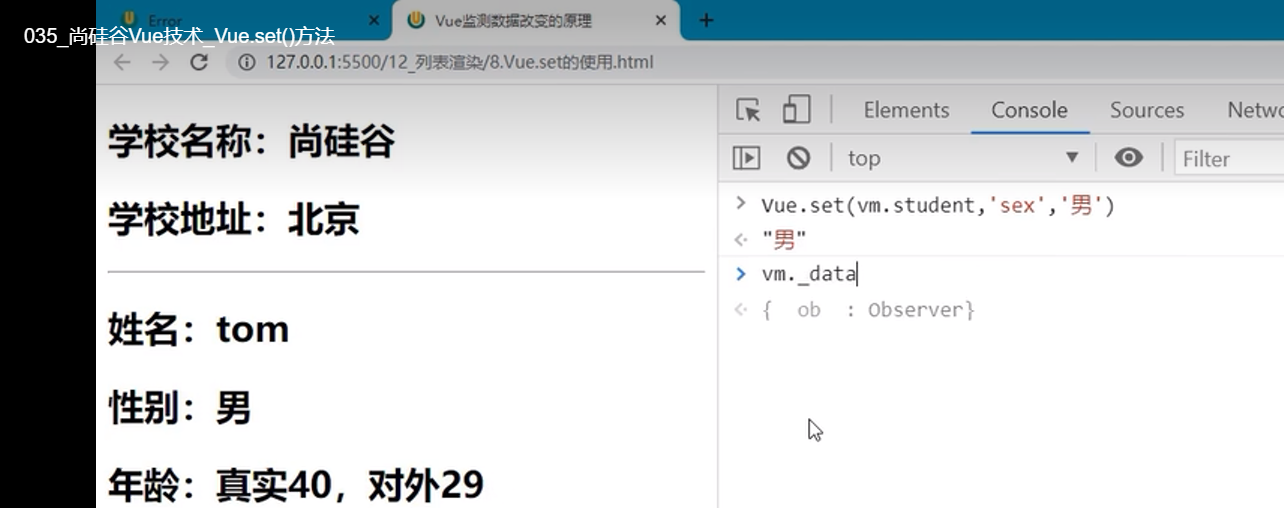 Error
Vue监测数据改变的原理
035_尚硅谷Vue技术_Vue.set()方法
127.0.0.1:5500/12_列表渲染/8.Vue.set的使用.html
学校名称：尚硅谷
学校地址：北京
姓名：tom
性别：男
年龄：真实40，对外29
Elements Console Sources Netwo
top Filter
Vue.set(vm.student,'sex','男')
"男"
vm._data
{__ob__: Observer}